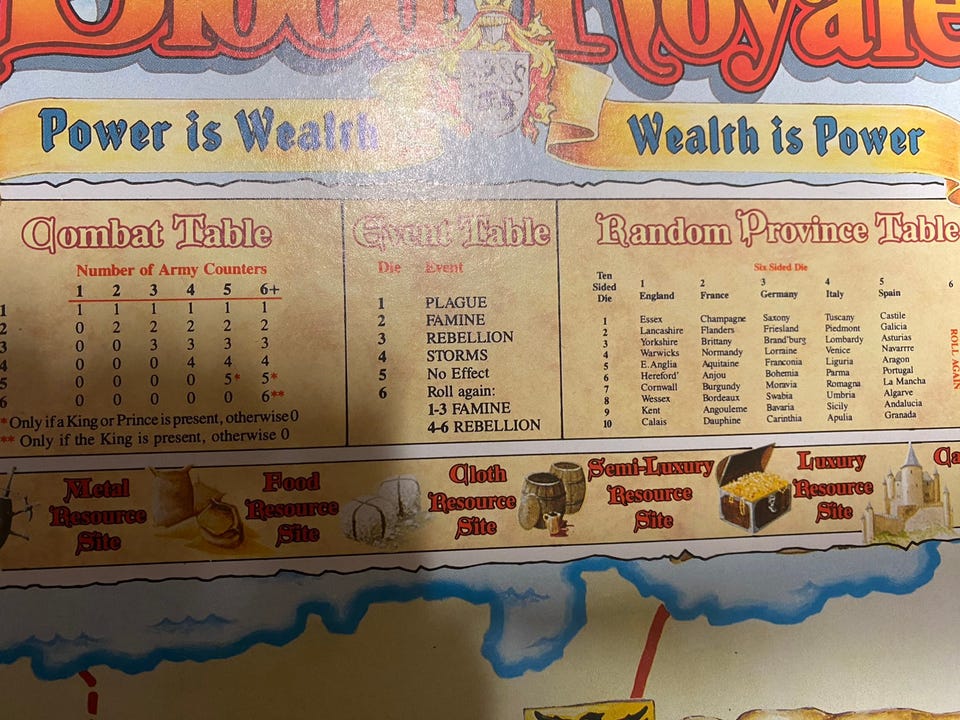 Blood Royale
Power is Wealth
Wealth is Power
Combat Table
Number of Army Counters
1 2 3 4 5 6+
1 1 1 1 1 1 1
2 0 2 2 2 2 2
3 0 0 3 3 3 3
4 0 0 0 4 4 4
5 0 0 0 0 5* 5*
6 0 0 0 0 0 6**
* Only if a King or Prince is present, otherwise 0
** Only if the King is present, otherwise 0
Event Table
Die Event
1 PLAGUE
2 FAMINE
3 REBELLION
4 STORMS
5 No Effect
6 Roll again:
1-3 FAMINE
4-6 REBELLION
Random Province Table
Six Sided Die
Ten
Sided
Die
1 2 3 4 5 6
England France Germany Italy Spain
1 Essex Champagne Saxony Tuscany Castile
2 Lancashire Flanders Friesland Piedmont Galicia
3 Yorkshire Brittany Brand'burg Lombardy Asturias
4 Warwicks Normandy Lorraine Venice Navarrre
5 E.Anglia Aquitaine Franconia Liguria Aragon
6 Hereford' Anjou Bohemia Parma Portugal
7 Cornwall Burgundy Moravia Romagna La Mancha
8 Wessex Bordeaux Swabia Umbria Algarve
9 Kent Angouleme Bavaria Sicily Andalucia
10 Calais Dauphine Carinthia Apulia Granada
ROLL AGAIN
Metal
Resource
Site
Food
Resource
Site
Cloth
Resource
Site
Semi-Luxury
Resource
Site
Luxury
Resource
Site
Ca